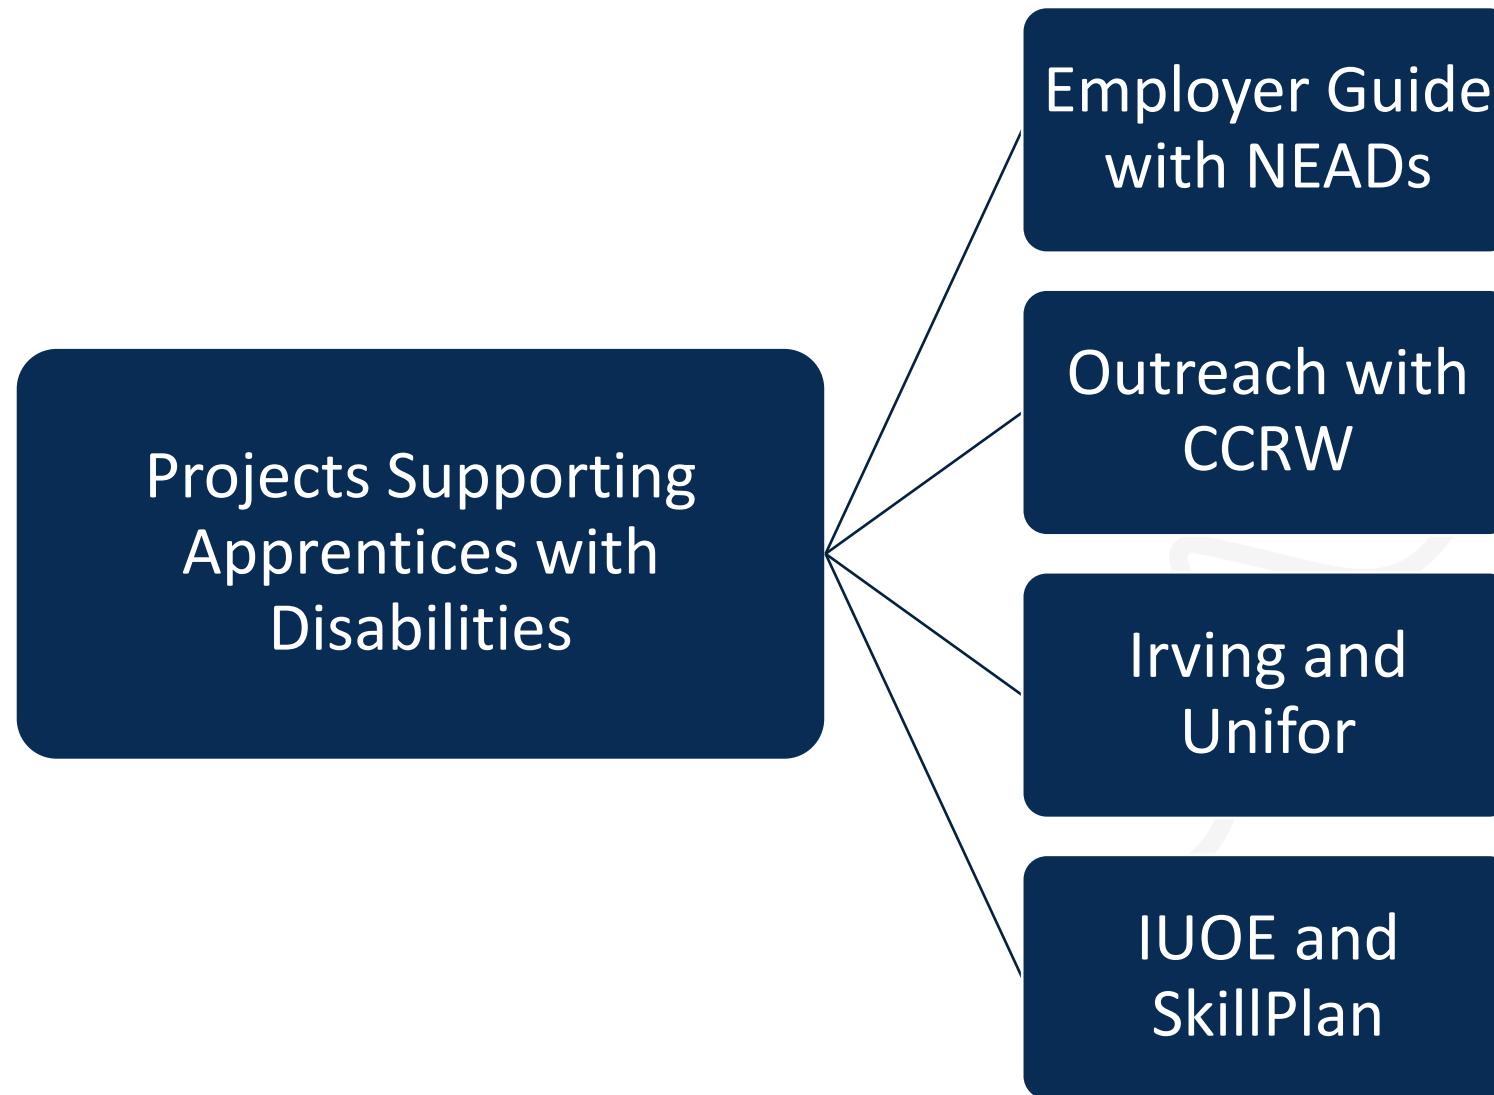 Projects Supporting
Apprentices with
Disabilities
Employer Guide
with NEADs
Outreach with
CCRW
Irving and
Unifor
IUOE and
SkillPlan